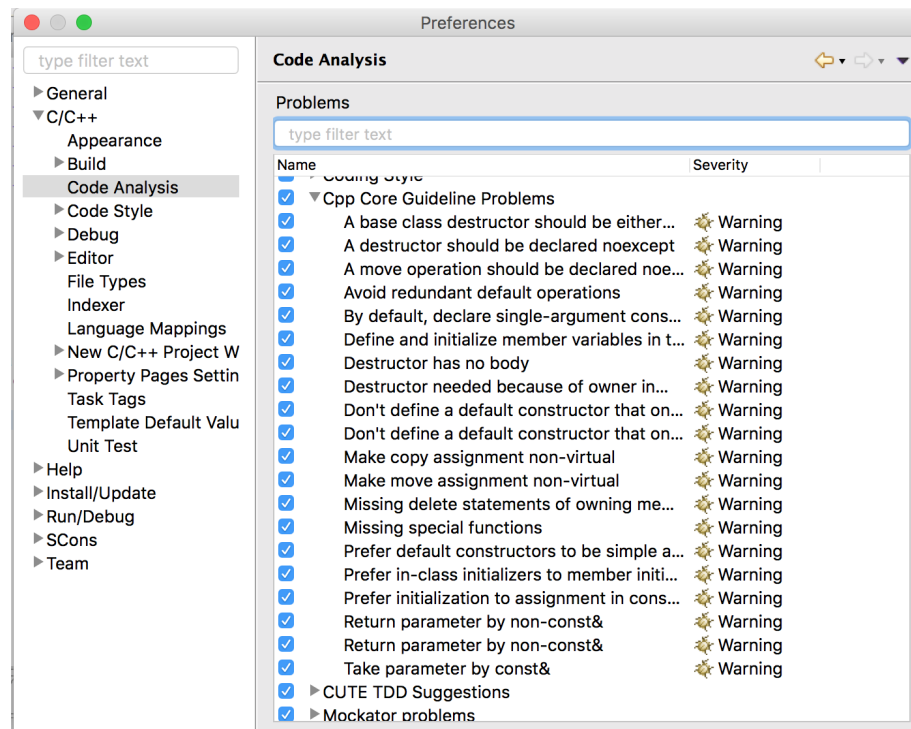 Preferences
type filter text
General
C/C++
Appearance
Build
Code Analysis
Code Style
Debug
Editor
File Types
Indexer
Language Mappings
New C/C++ Project W
Property Pages Settin
Task Tags
Template Default Valu
Unit Test
Help
Install/Update
Run/Debug
SCons
Team
Code Analysis
Problems
type filter text
Name Severity
Coding Style
Cpp Core Guideline Problems
A base class destructor should be either... Warning
A destructor should be declared noexcept Warning
A move operation should be declared noe... Warning
Avoid redundant default operations Warning
By default, declare single-argument cons... Warning
Define and initialize member variables in t... Warning
Destructor has no body Warning
Destructor needed because of owner in... Warning
Don't define a default constructor that on... Warning
Don't define a default constructor that on... Warning
Make copy assignment non-virtual Warning
Make move assignment non-virtual Warning
Missing delete statements of owning me... Warning
Missing special functions Warning
Prefer default constructors to be simple a... Warning
Prefer in-class initializers to member initi... Warning
Prefer initialization to assignment in cons... Warning
Return parameter by non-const& Warning
Return parameter by non-const& Warning
Take parameter by const& Warning
CUTE TDD Suggestions
Mockator problems